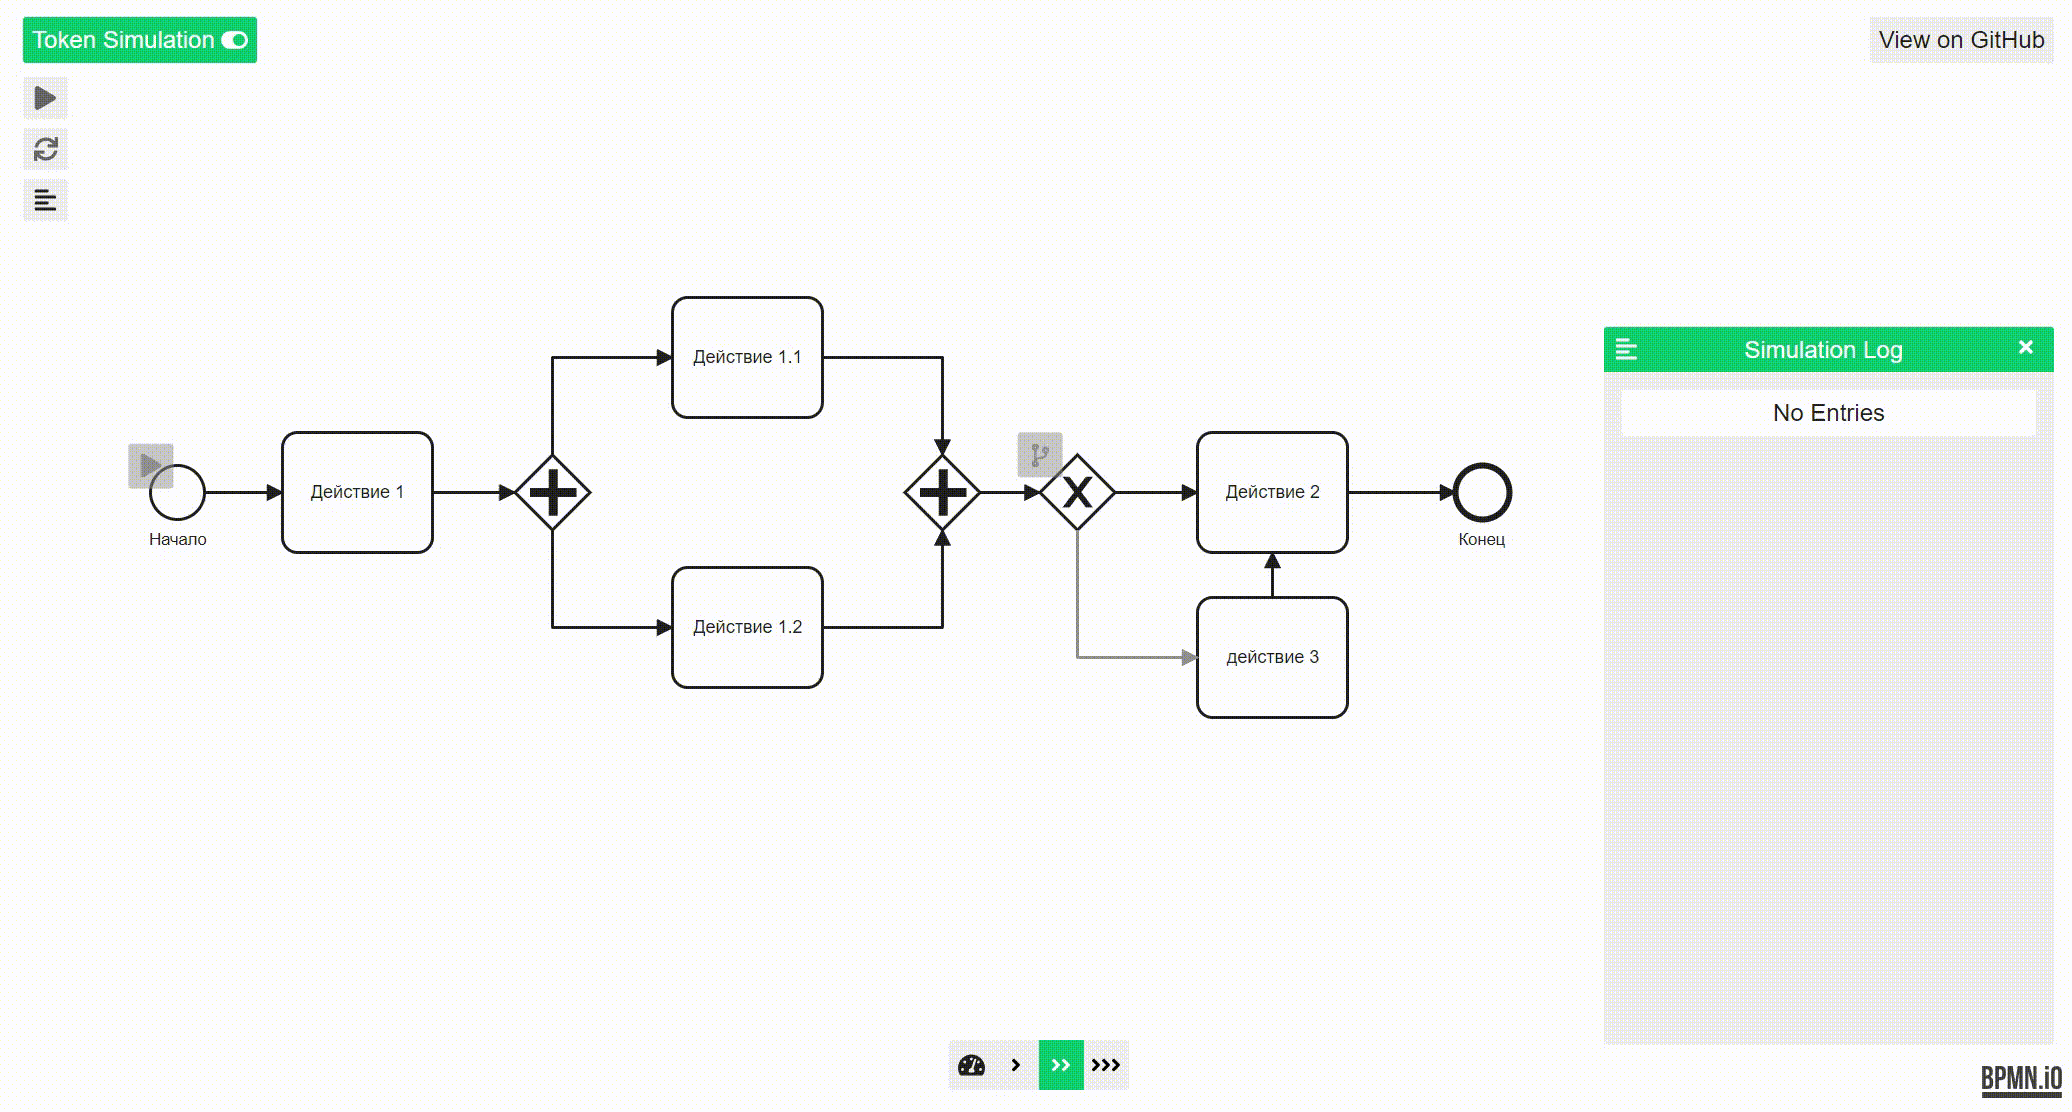 Token Simulation
View on GitHub
Действие 1.1
Simulation Log
No Entries
Действие 1
Действие 2
Начало
Конец
Действие 1.2
действие 3
BPMN.iO